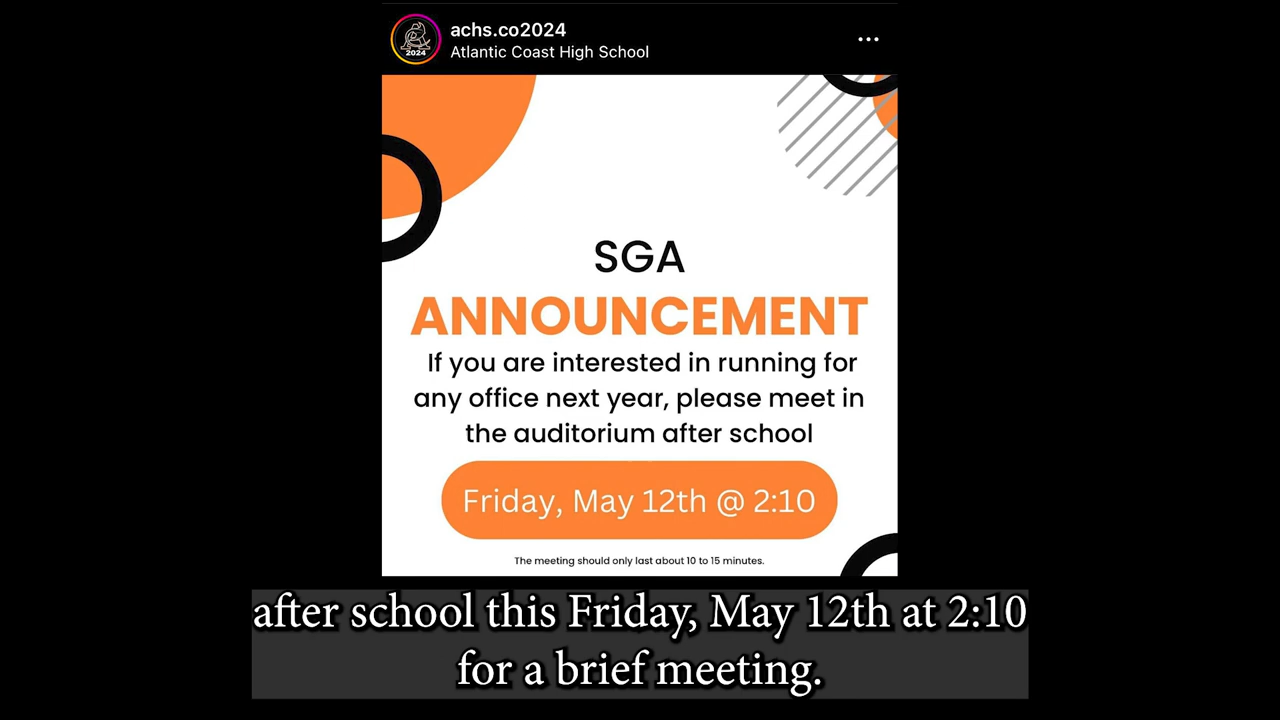 achs.co2024
Atlantic Coast High School
2024
SGA
ANNOUNCEMENT
If you are interested in running for
any office next year, please meet in
the auditorium after school
Friday, May 12th @ 2:10
The meeting should only last about 10 to 15 minutes.
after school this Friday, May 12th at 2:10
for a brief meeting.